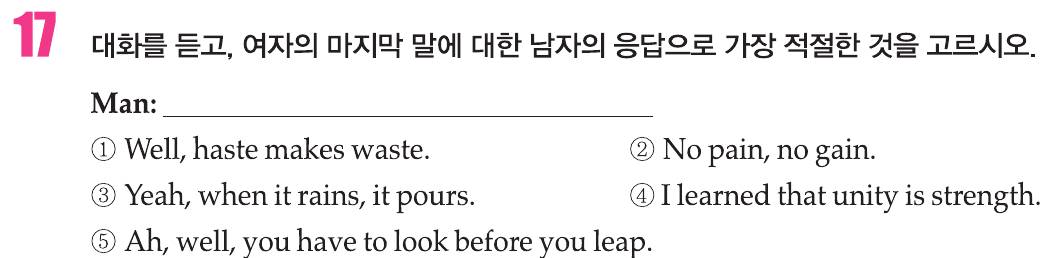 17 대화를 듣고, 여자의 마지막 말에 대한 남자의 응답으로 가장 적절한 것을 고르시오.
Man: ____________________
① Well, haste makes waste. ② No pain, no gain.
③ Yeah, when it rains, it pours. ④ I learned that unity is strength.
⑤ Ah, well, you have to look before you leap.